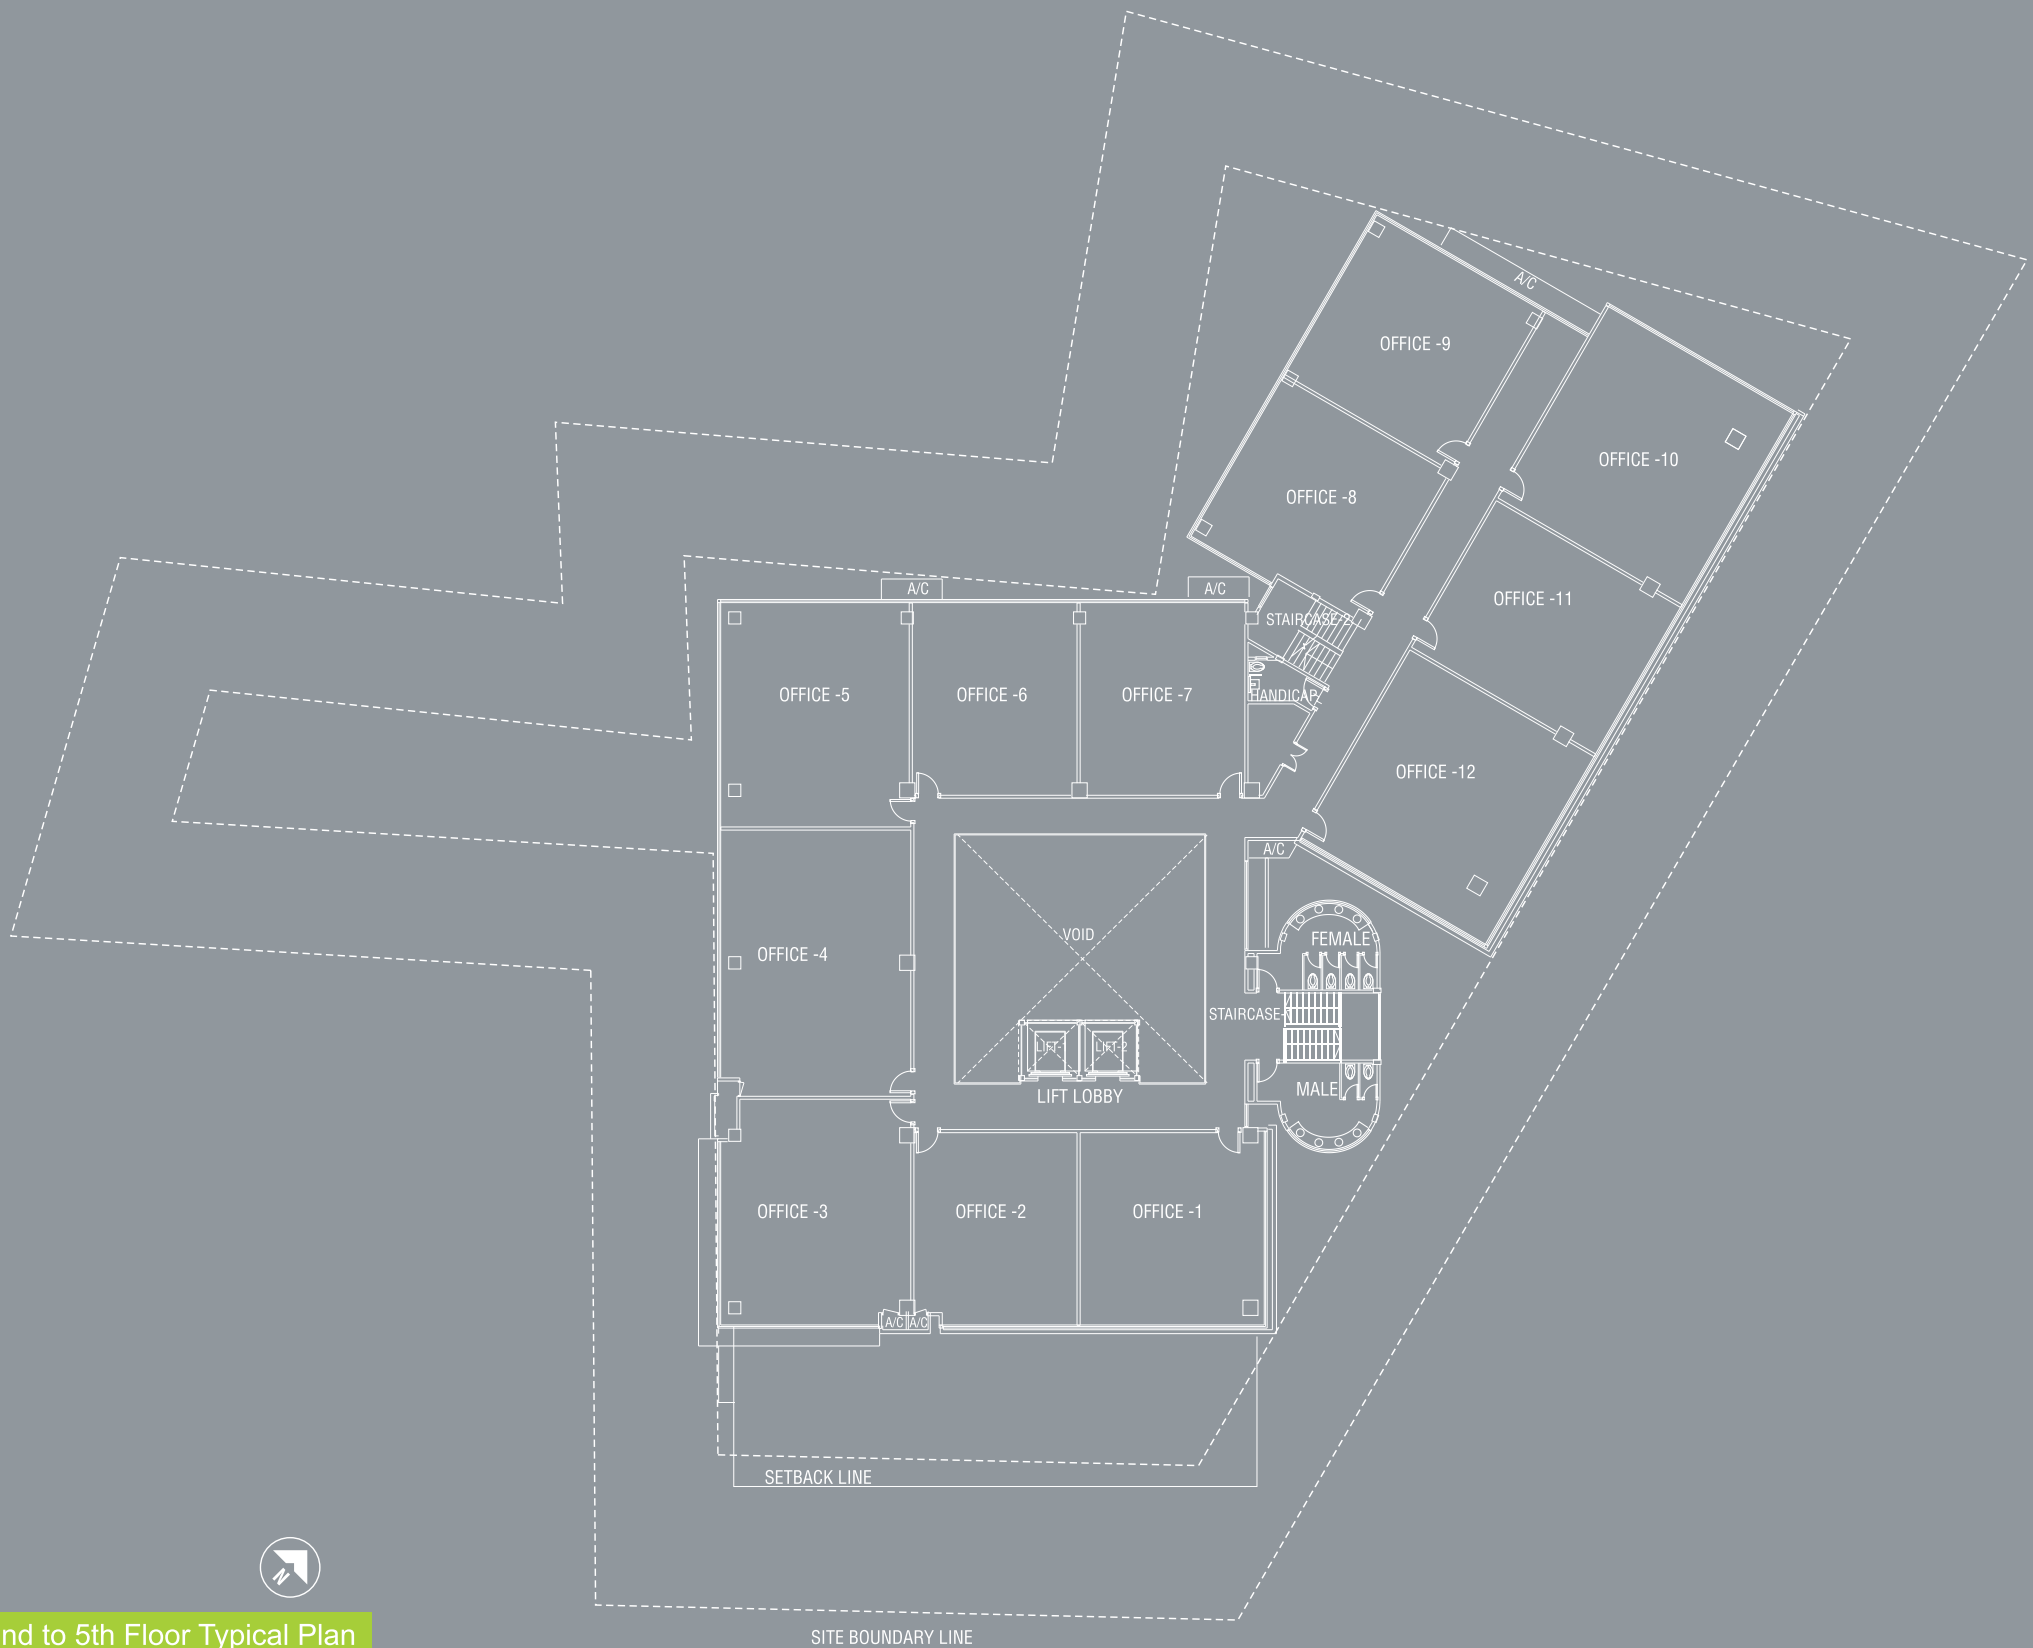 A/C
OFFICE -9
OFFICE -10
OFFICE -8
OFFICE -11
A/C
A/C
STAIRCASE-2
OFFICE -5
OFFICE -6
OFFICE -7
HANDICAP
OFFICE -12
A/C
VOID
FEMALE
OFFICE -4
STAIRCASE-
LIFT-
LIFT-2
MALE
LIFT LOBBY
OFFICE -3
OFFICE -2
OFFICE -1
A/C
A/C
SETBACK LINE
N
nd to 5th Floor Typical Plan
SITE BOUNDARY LINE